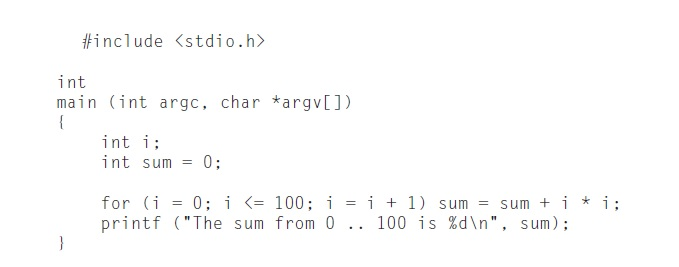 #include <stdio.h>
int
main (int argc, char *argv[])
{
int i;
int sum = 0;
for (i = 0; i <= 100; i = i + 1) sum = sum + i * i;
printf ("The sum from 0 .. 100 is %d\n", sum);
}